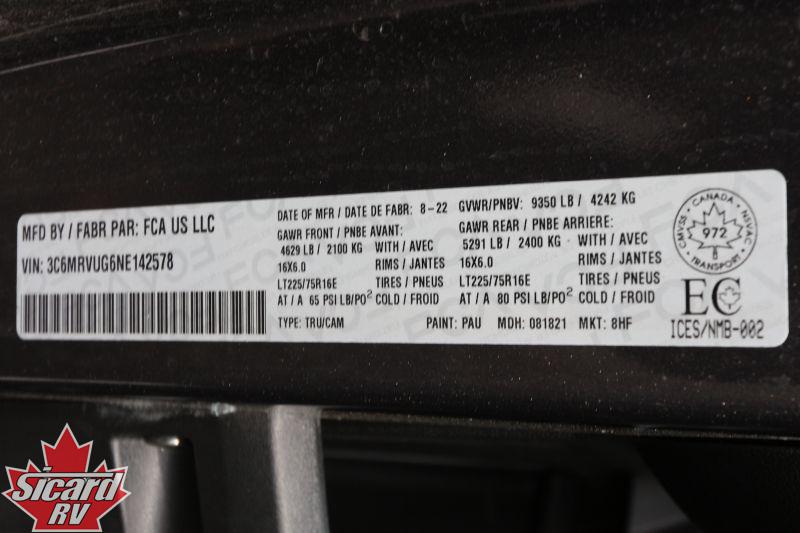 MFD BY / FABR PAR: FCA US LLC
VIN: 3C6MRVUG6NE142578
DATE OF MFR / DATE DE FABR: 8-22
GVWR/PNBV: 9350 LB / 4242 KG
GAWR FRONT / PNBE AVANT:
4629 LB / 2100 KG WITH/AVEC
16X6.0 RIMS / JANTES
LT225/75R16E TIRES / PNEUS
AT / A 65 PSI LB/PO² COLD / FROID
GAWR REAR / PNBE ARRIERE:
5291 LB / 2400 KG WITH/AVEC
16X6.0 RIMS / JANTES
LT225/75R16E TIRES / PNEUS
AT / A 80 PSI LB/PO² COLD / FROID
TYPE: TRU/CAM PAINT: PAU MDH: 081821 MKT: 8HF
CANADA
CMVSS 972 NSVAC
TRANSPORT
EC
ICES/NMB-002
Sicard
RV